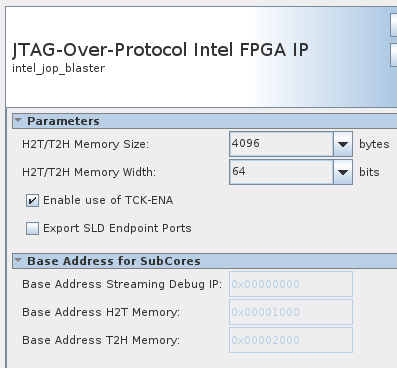 JTAG-Over-Protocol Intel FPGA IP
intel_jop_blaster
Parameters
H2T/T2H Memory Size: 4096 bytes
H2T/T2H Memory Width: 64 bits
Enable use of TCK-ENA
Export SLD Endpoint Ports
Base Address for SubCores
Base Address Streaming Debug IP: 0x00000000
Base Address H2T Memory: 0x00001000
Base Address T2H Memory: 0x00002000